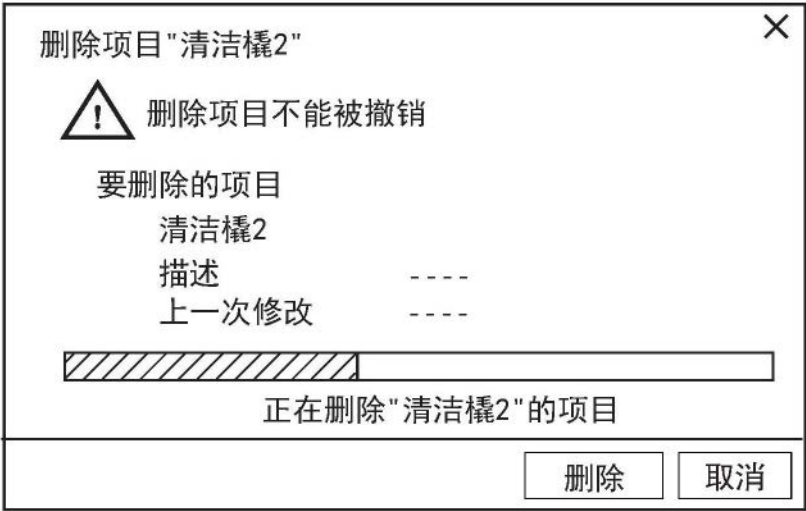 删除项目"清洁橇2"
删除项目不能被撤销
要删除的项目
清洁橇2
描述 ----
上一次修改 ----
正在删除"清洁橇2"的项目
删除 取消